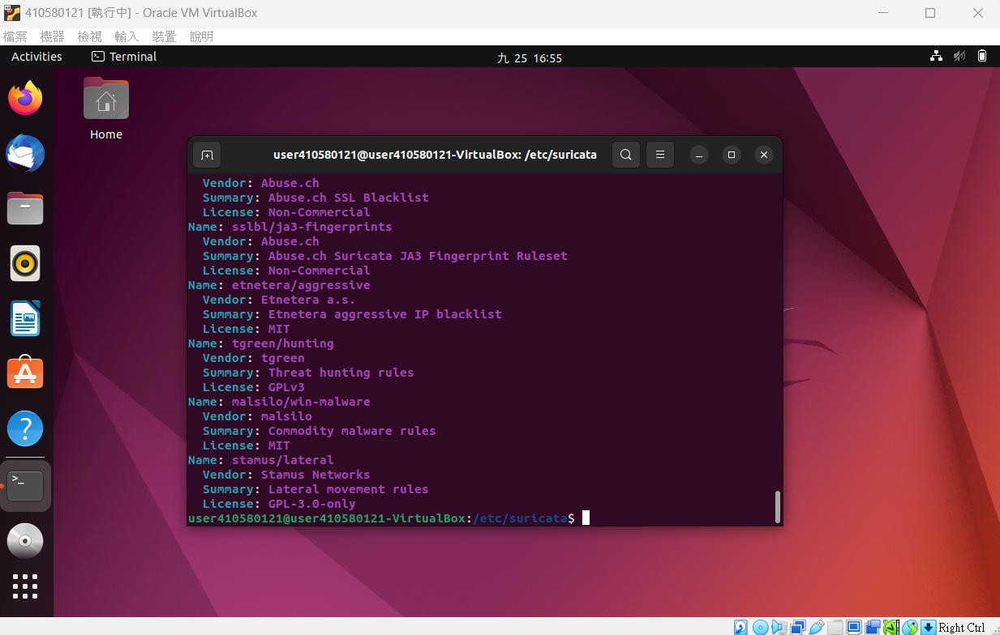 410580121 [執行中] - Oracle VM VirtualBox
檔案 機器 檢視 輸入 裝置 說明
Activities Terminal 九 25 16:55
Home
user410580121@user410580121-VirtualBox: /etc/suricata
Vendor: Abuse.ch
Summary: Abuse.ch SSL Blacklist
License: Non-Commercial
Name: sslbl/ja3-fingerprints
Vendor: Abuse.ch
Summary: Abuse.ch Suricata JA3 Fingerprint Ruleset
License: Non-Commercial
Name: etnetera/aggressive
Vendor: Etnetera a.s.
Summary: Etnetera aggressive IP blacklist
License: MIT
Name: tgreen/hunting
Vendor: tgreen
Summary: Threat hunting rules
License: GPLv3
Name: malsilo/win-malware
Vendor: malsilo
Summary: Commodity malware rules
License: MIT
Name: stamus/lateral
Vendor: Stamus Networks
Summary: Lateral movement rules
License: GPL-3.0-only
user410580121@user410580121-VirtualBox:/etc/suricata$
Right Ctrl